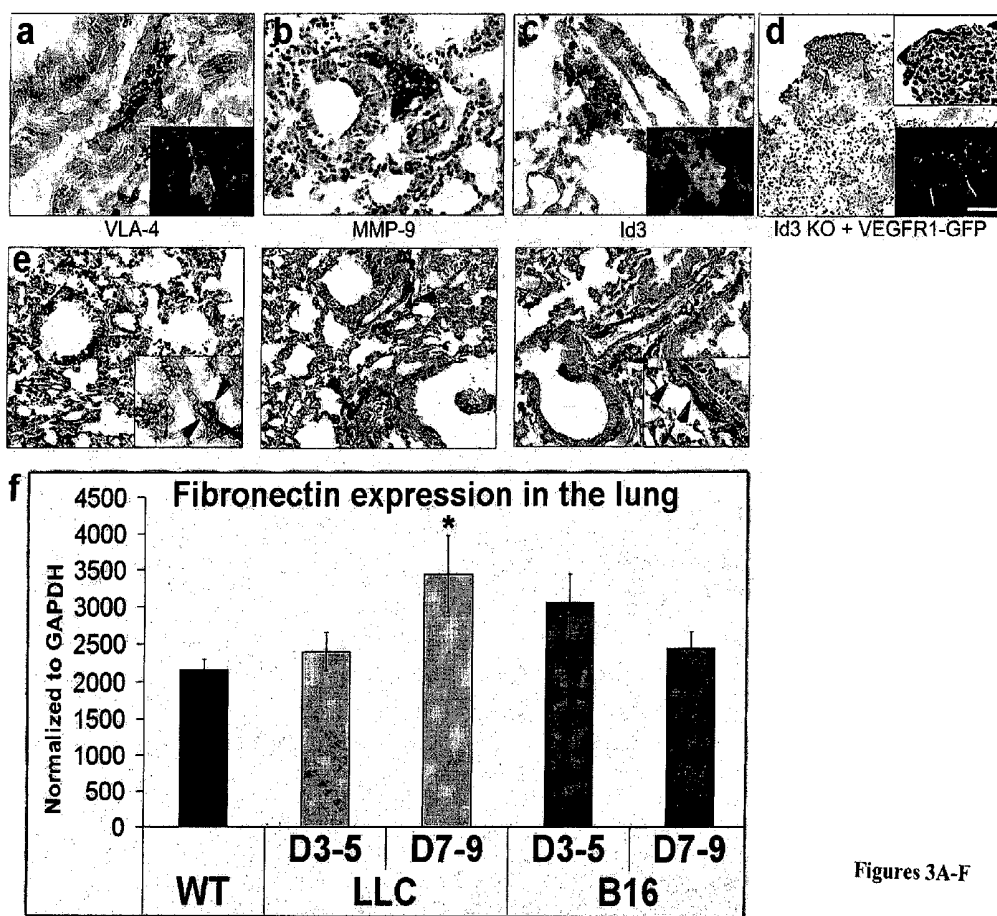 a b c d
VLA-4 MMP-9 Id3 Id3 KO + VEGFR1-GFP
e
f Fibronectin expression in the lung
*
Normalized to GAPDH
4500
4000
3500
3000
2500
2000
1500
1000
500
0
D3-5 D7-9 D3-5 D7-9
WT LLC B16
Figures 3A-F